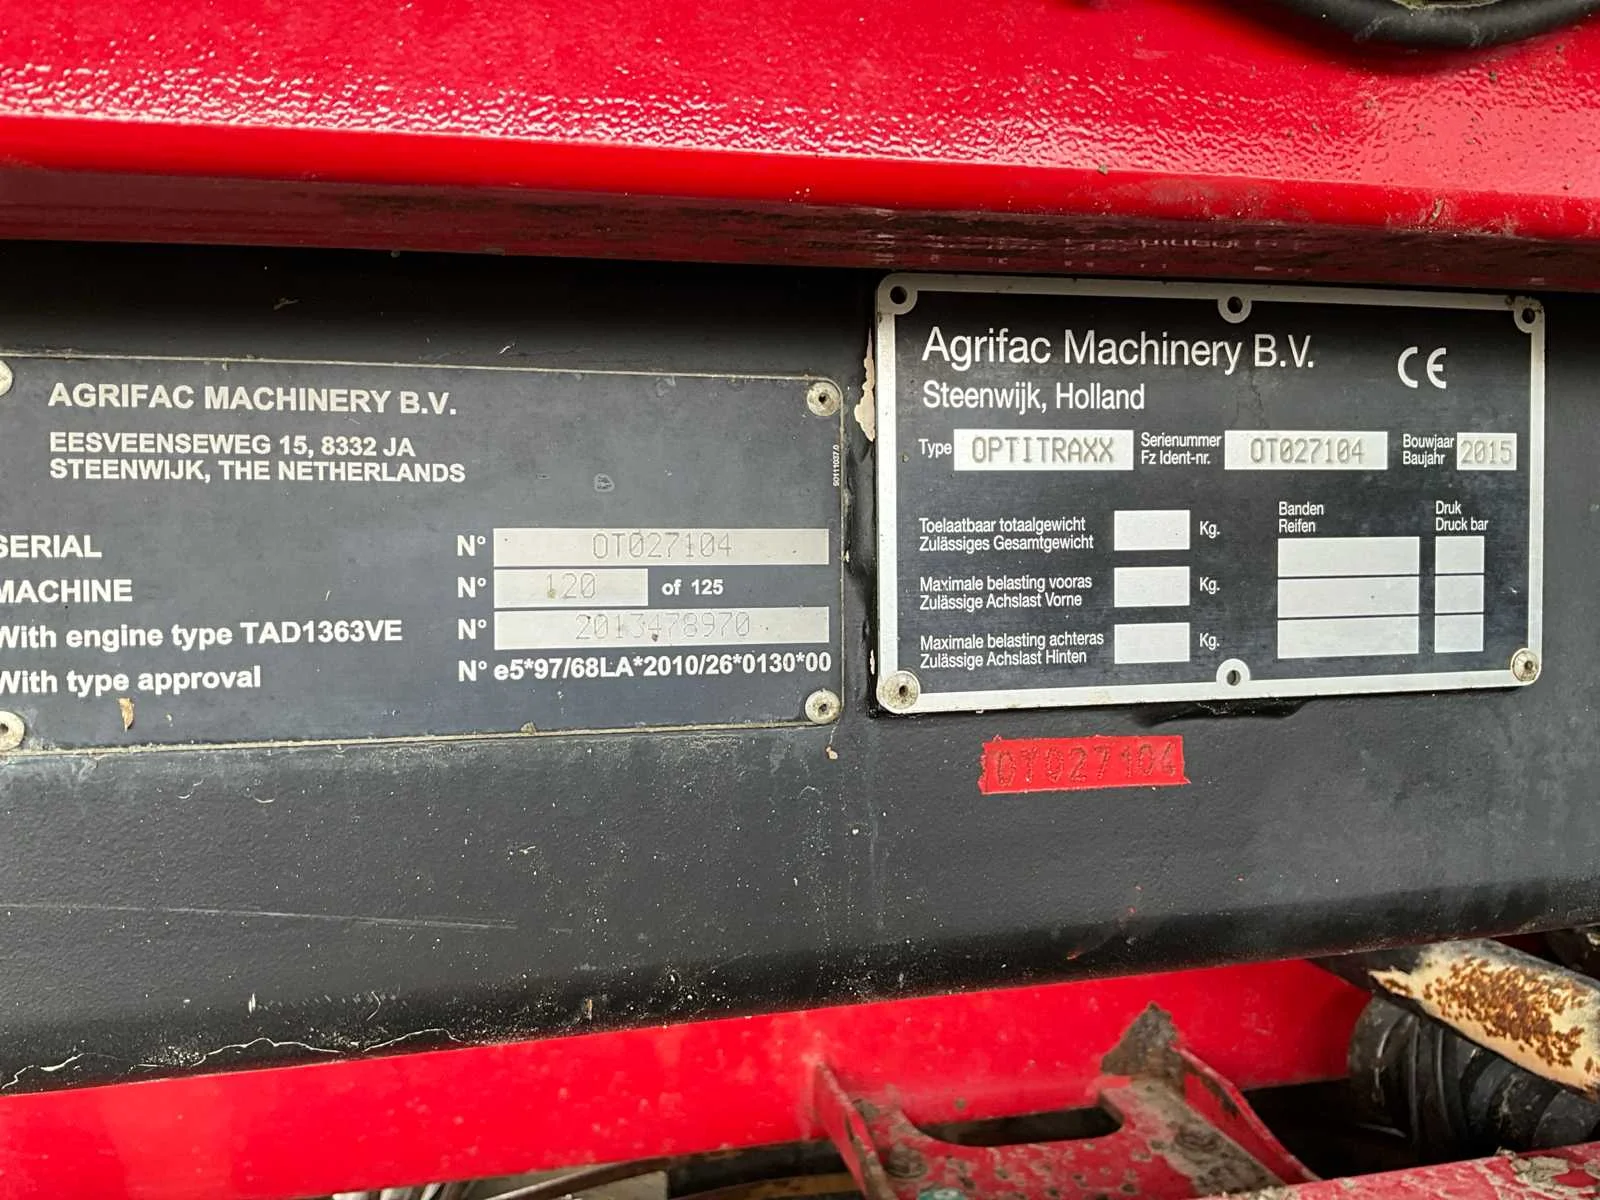 AGRIFAC MACHINERY B.V.
EESVEENSEWEG 15, 8332 JA
STEENWIJK, THE NETHERLANDS
SERIAL N° OT027104
MACHINE N° 120 of 125
With engine type TAD1363VE N° 2013478970
With type approval N° e5*97/68LA*2010/26*0130*00
50111037.0
Agrifac Machinery B.V.
Steenwijk, Holland
CE
Type OPTITRAXX Serienummer Fz Ident-nr. OT027104 Bouwjaar Baujahr 2015
Toelaatbaar totaalgewicht
Zulässiges Gesamtgewicht Kg.
Maximale belasting vooras
Zulässige Achslast Vorne Kg.
Maximale belasting achteras
Zulässige Achslast Hinten Kg.
Banden
Reifen
Druk
Druck bar
OT027104